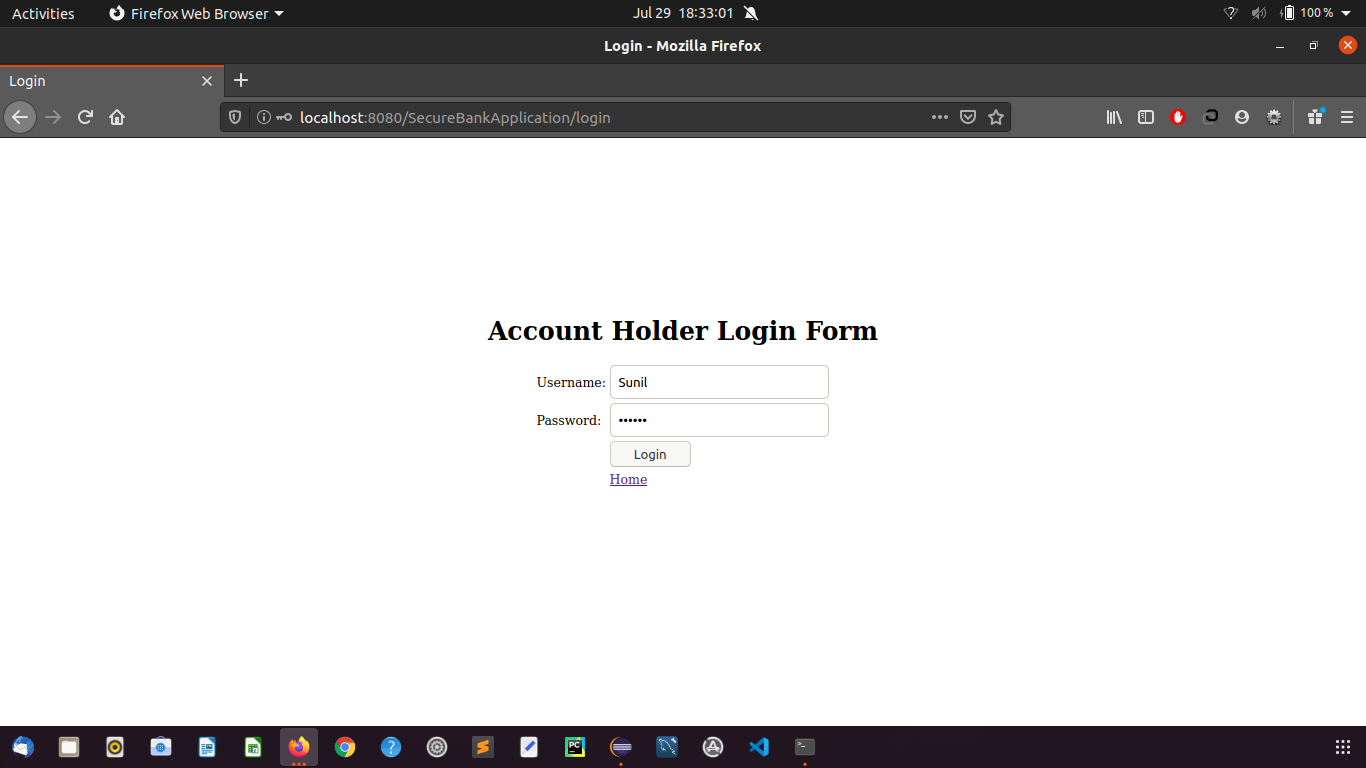 Activities Firefox Web Browser Jul 29 18:33:01 100 %
Login - Mozilla Firefox
Login
localhost:8080/SecureBankApplication/login
Account Holder Login Form
Username: Sunil
Password: ••••••
Login
Home